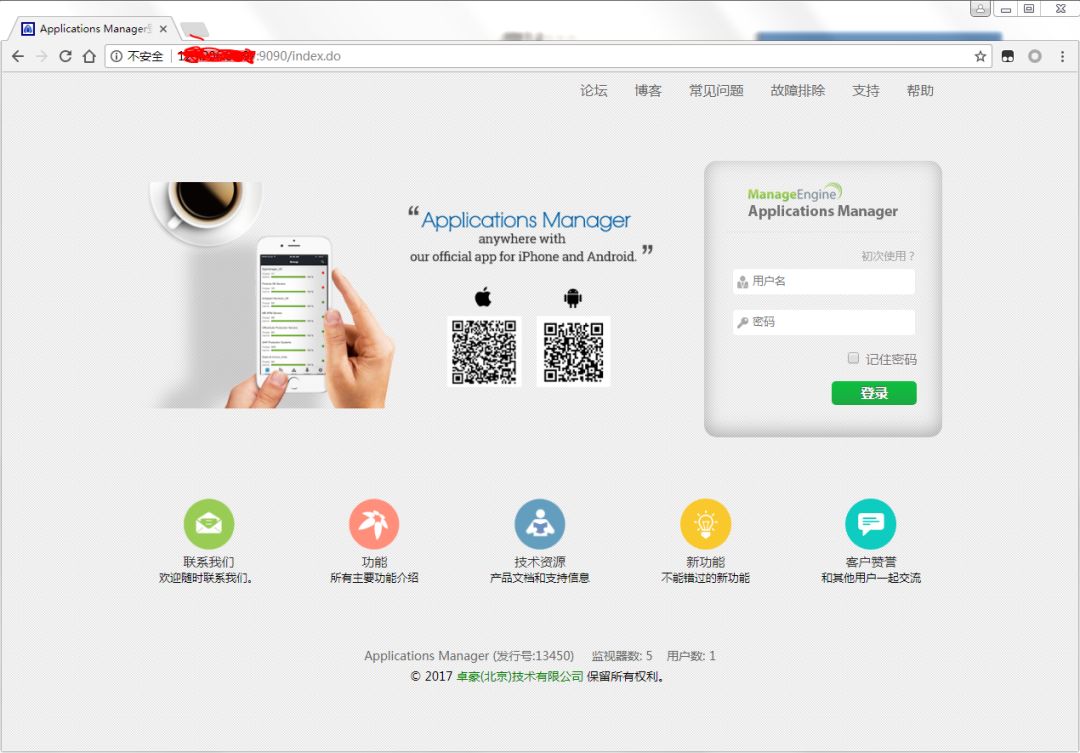 Applications Manager
不安全
:9090/index.do
论坛 博客 常见问题 故障排除 支持 帮助
ManageEngine
Applications Manager
“Applications Manager
anywhere with
our official app for iPhone and Android. ”
初次使用？
用户名
密码
记住密码
登录
联系我们
欢迎随时联系我们。
功能
所有主要功能介绍
技术资源
产品文档和支持信息
新功能
不能错过的新功能
客户赞誉
和其他用户一起交流
Applications Manager (发行号:13450) 监视器数: 5 用户数: 1
© 2017 卓豪(北京)技术有限公司 保留所有权利。